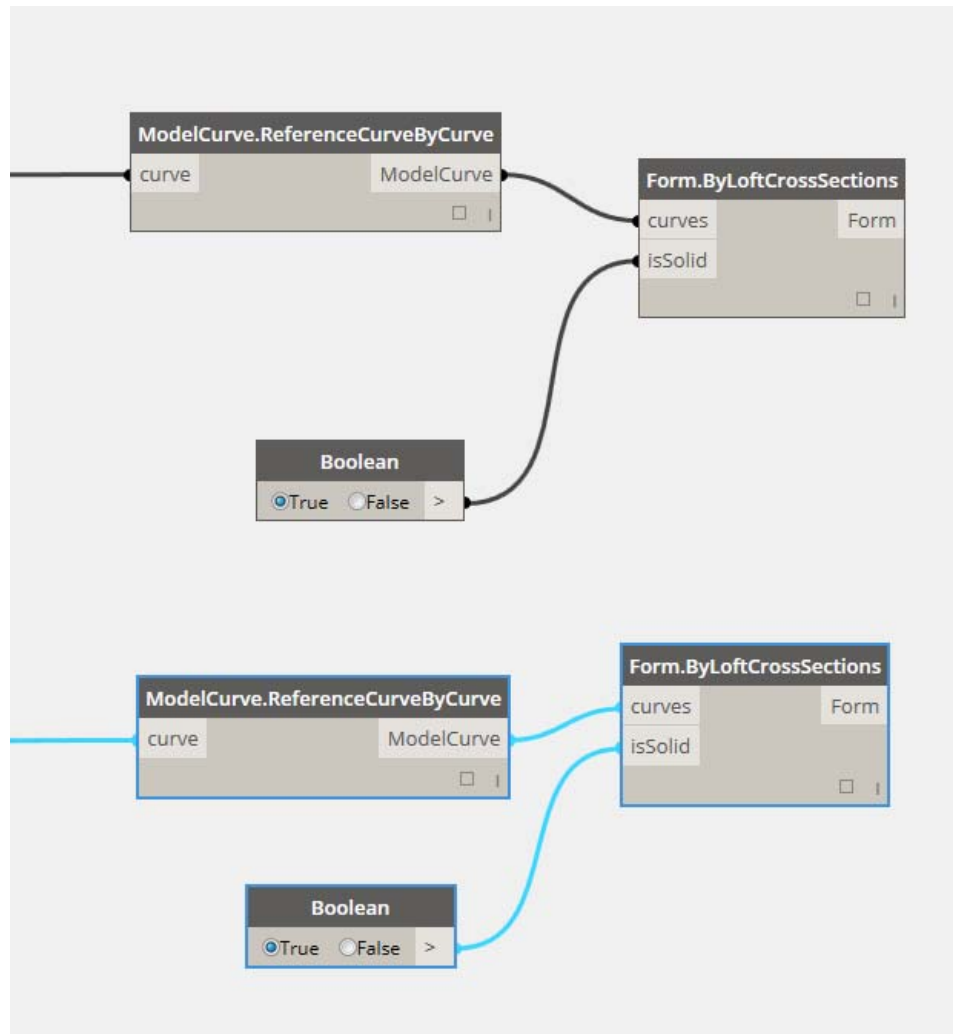 ModelCurve.ReferenceCurveByCurve
curve ModelCurve
Form.ByLoftCrossSections
curves Form
isSolid
Boolean
True False >
Form.ByLoftCrossSections
ModelCurve.ReferenceCurveByCurve
curves Form
curve ModelCurve
isSolid
Boolean
True False >